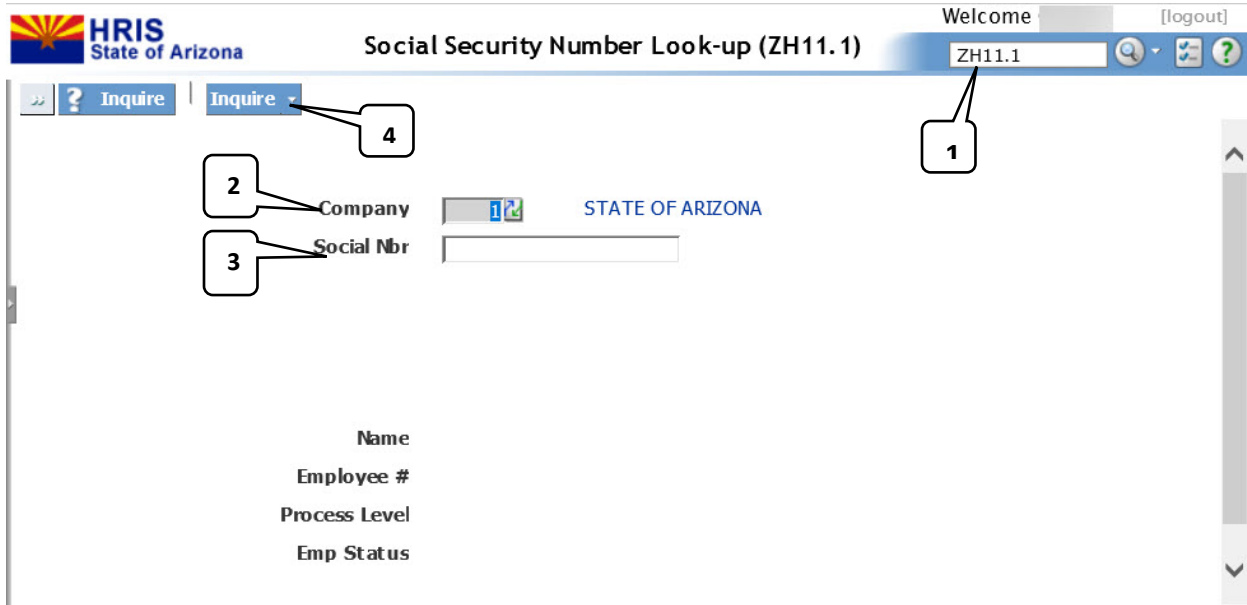 Welcome [logout]
HRIS
State of Arizona
Social Security Number Look-up (ZH11.1)
ZH11.1
?
›› ? Inquire | Inquire
4
1
2
Company 1 STATE OF ARIZONA
Social Nbr
3
Name
Employee #
Process Level
Emp Status